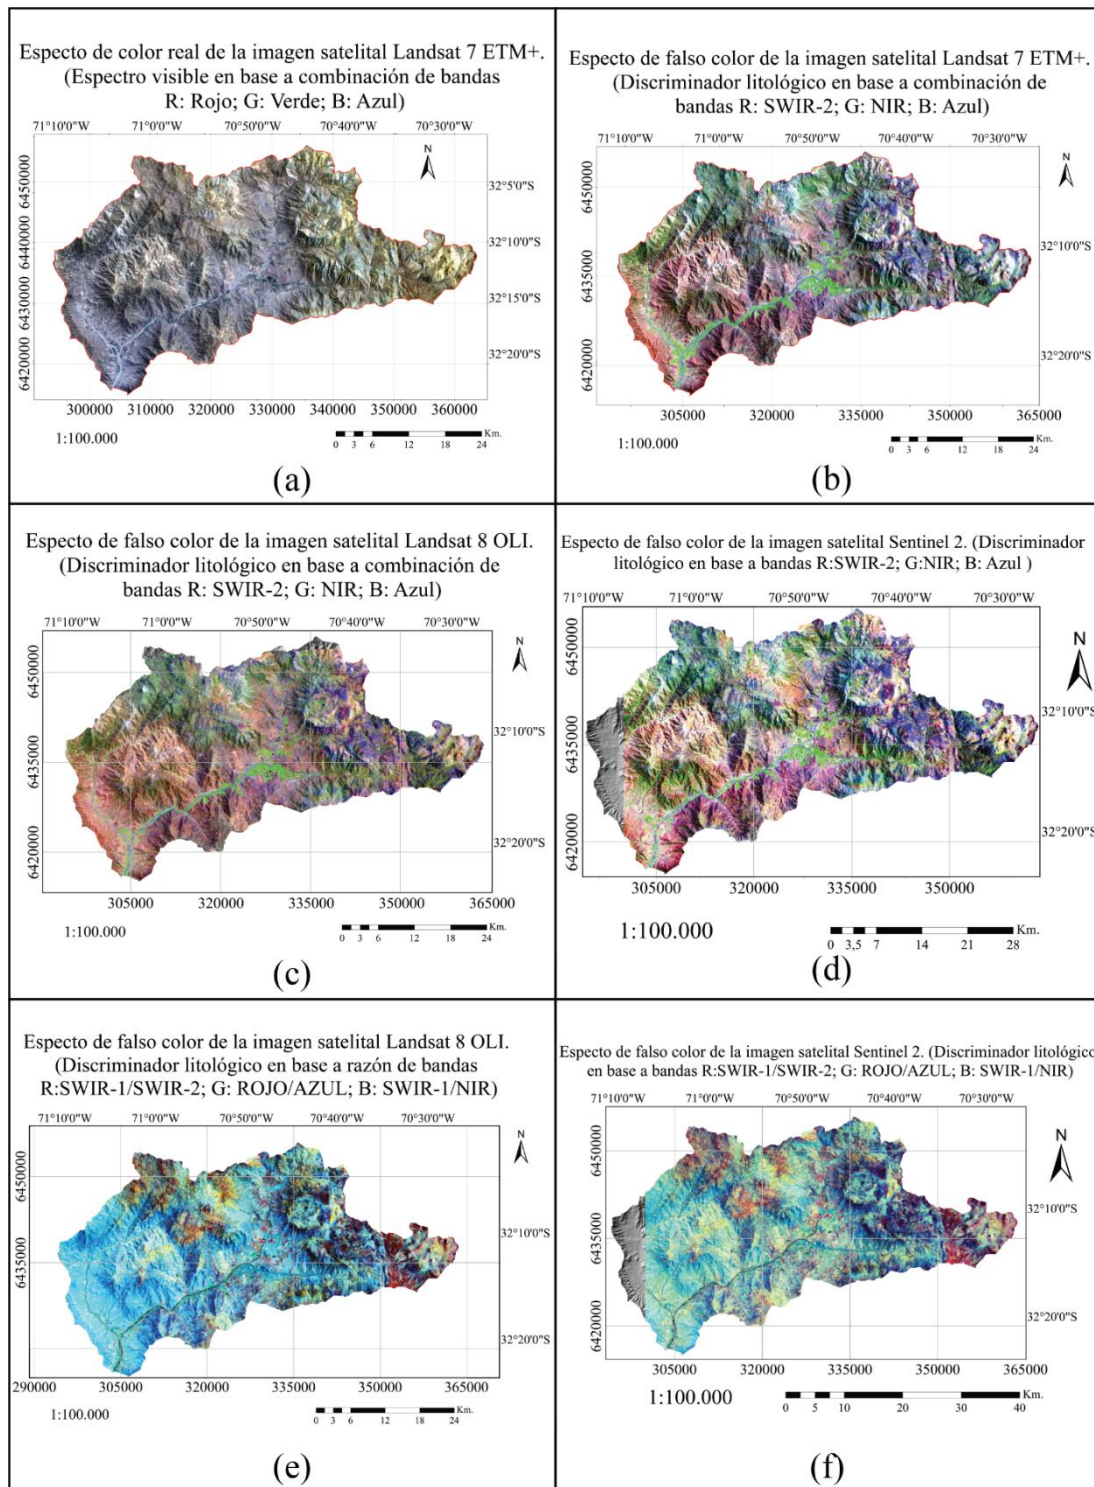 Especto de color real de la imagen satelital Landsat 7 ETM+.
(Espectro visible en base a combinación de bandas
R: Rojo; G: Verde; B: Azul)
71°10'0"W 71°0'0"W 70°50'0"W 70°40'0"W 70°30'0"W
N
6450000
32°5'0"S
6440000
32°10'0"S
6430000
32°15'0"S
6420000
32°20'0"S
300000 310000 320000 330000 340000 350000 360000
1:100.000
Km.
0 3 6 12 18 24
(a)
Especto de falso color de la imagen satelital Landsat 7 ETM+.
(Discriminador litológico en base a combinación de
bandas R: SWIR-2; G: NIR; B: Azul)
71°10'0"W 71°0'0"W 70°50'0"W 70°40'0"W 70°30'0"W
N
6450000
32°10'0"S
6435000
32°20'0"S
6420000
305000 320000 335000 350000 365000
1:100.000
Km.
0 3 6 12 18 24
(b)
Especto de falso color de la imagen satelital Landsat 8 OLI.
(Discriminador litológico en base a combinación de
bandas R: SWIR-2; G: NIR; B: Azul)
71°10'0"W 71°0'0"W 70°50'0"W 70°40'0"W 70°30'0"W
N
6450000
32°10'0"S
6435000
32°20'0"S
6420000
305000 320000 335000 350000 365000
1:100.000
Km.
0 3 6 12 18 24
(c)
Especto de falso color de la imagen satelital Sentinel 2. (Discriminador
litológico en base a bandas R:SWIR-2; G:NIR; B: Azul )
71°10'0"W 71°0'0"W 70°50'0"W 70°40'0"W 70°30'0"W
N
6450000
32°10'0"S
6435000
32°20'0"S
6420000
305000 320000 335000 350000
1:100.000
Km.
0 3,5 7 14 21 28
(d)
Especto de falso color de la imagen satelital Landsat 8 OLI.
(Discriminador litológico en base a razón de bandas
R:SWIR-1/SWIR-2; G: ROJO/AZUL; B: SWIR-1/NIR)
71°10'0"W 71°0'0"W 70°50'0"W 70°40'0"W 70°30'0"W
N
6450000
32°10'0"S
6435000
32°20'0"S
290000 305000 320000 335000 350000 365000
1:100.000
Km.
0 3 6 12 18 24
(e)
Especto de falso color de la imagen satelital Sentinel 2. (Discriminador litológico
en base a bandas R:SWIR-1/SWIR-2; G: ROJO/AZUL; B: SWIR-1/NIR)
71°10'0"W 71°0'0"W 70°50'0"W 70°40'0"W 70°30'0"W
N
6450000
32°10'0"S
6435000
32°20'0"S
6420000
305000 320000 335000 350000 365000
1:100.000
Km.
0 5 10 20 30 40
(f)